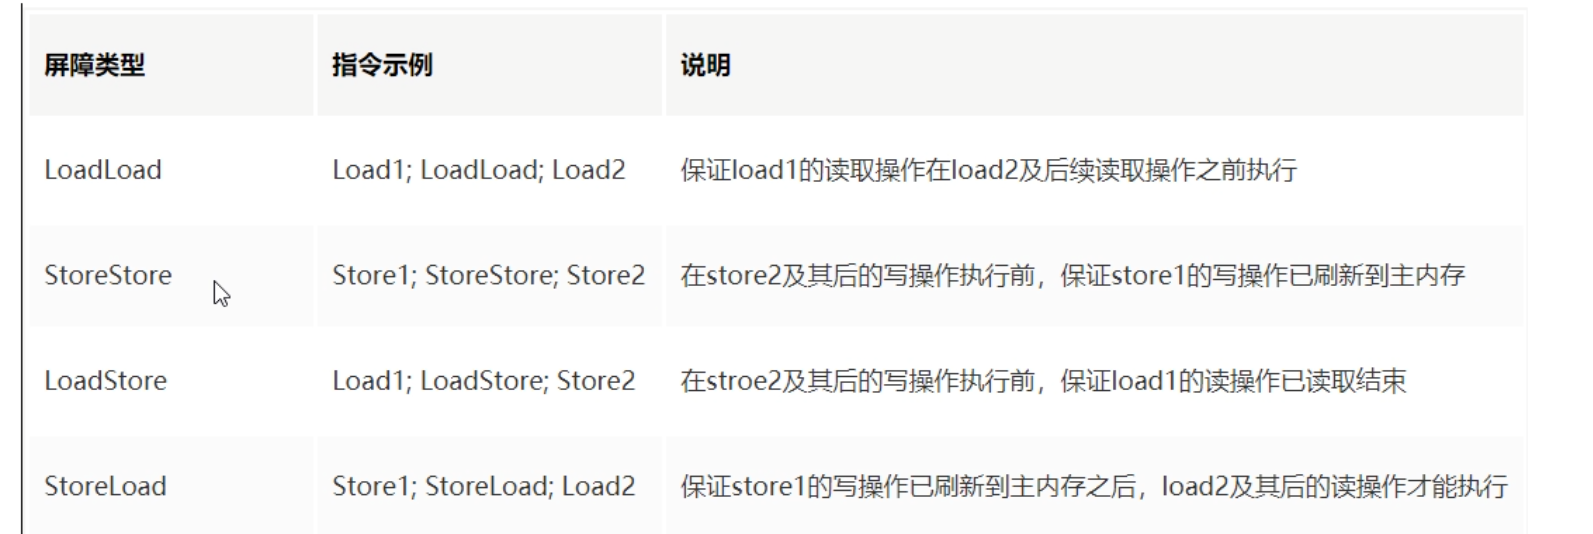 屏障类型 指令示例 说明
LoadLoad Load1; LoadLoad; Load2 保证load1的读取操作在load2及后续读取操作之前执行
StoreStore Store1; StoreStore; Store2 在store2及其后的写操作执行前，保证store1的写操作已刷新到主内存
LoadStore Load1; LoadStore; Store2 在stroe2及其后的写操作执行前，保证load1的读操作已读取结束
StoreLoad Store1; StoreLoad; Load2 保证store1的写操作已刷新到主内存之后，load2及其后的读操作才能执行